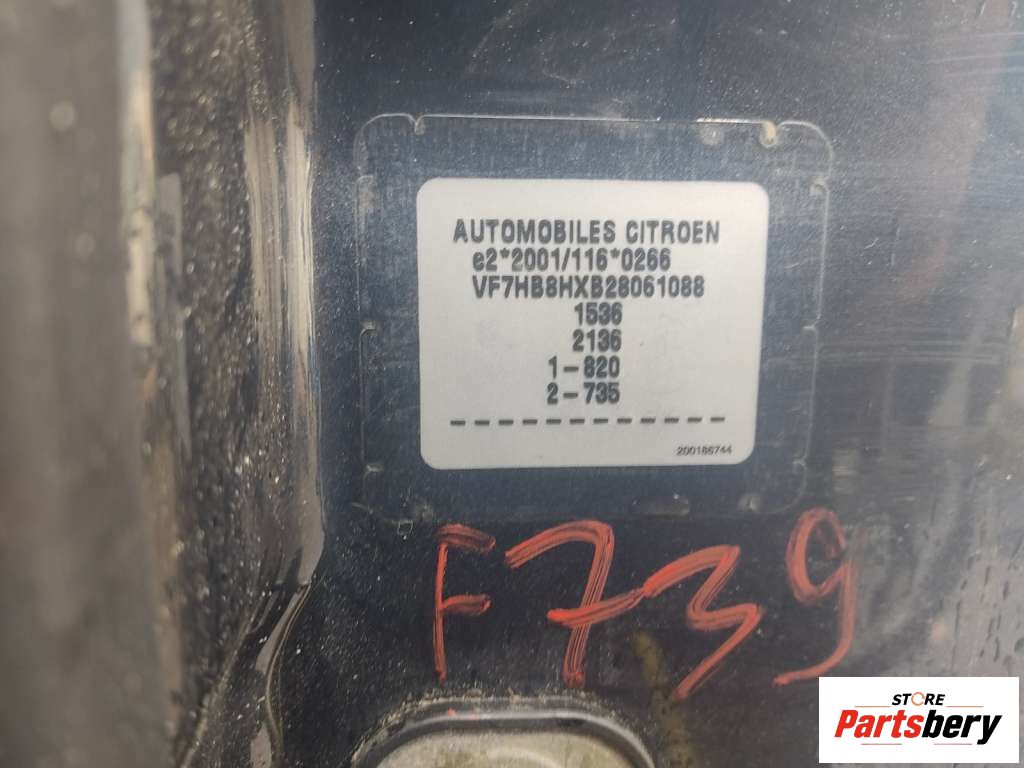 AUTOMOBILES CITROEN
e2*2001/116*0266
VF7HB8HXB28061088
1536
2136
1-820
2-735
------------
200186744
F739
STORE
Partsbery